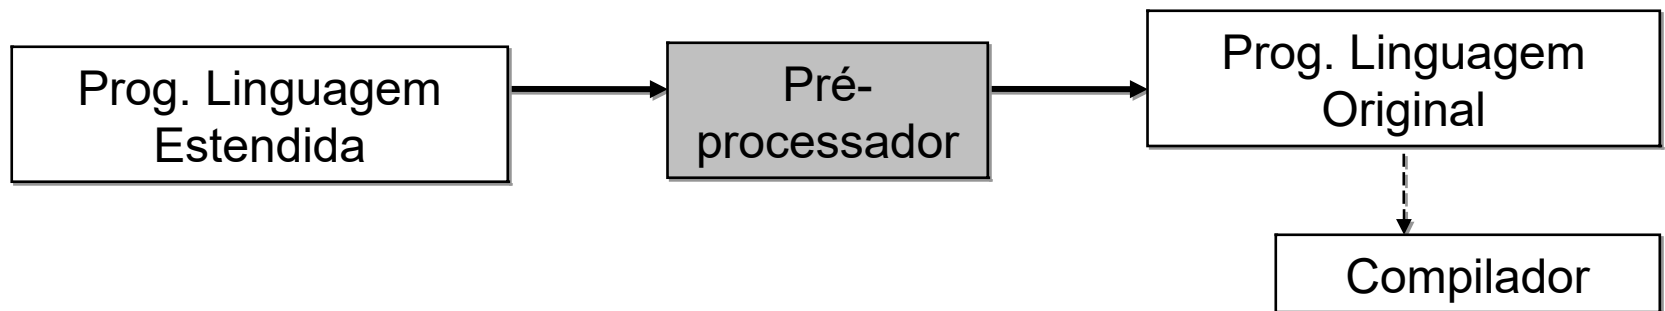 Prog. Linguagem
Estendida
Pré-
processador
Prog. Linguagem
Original
Compilador